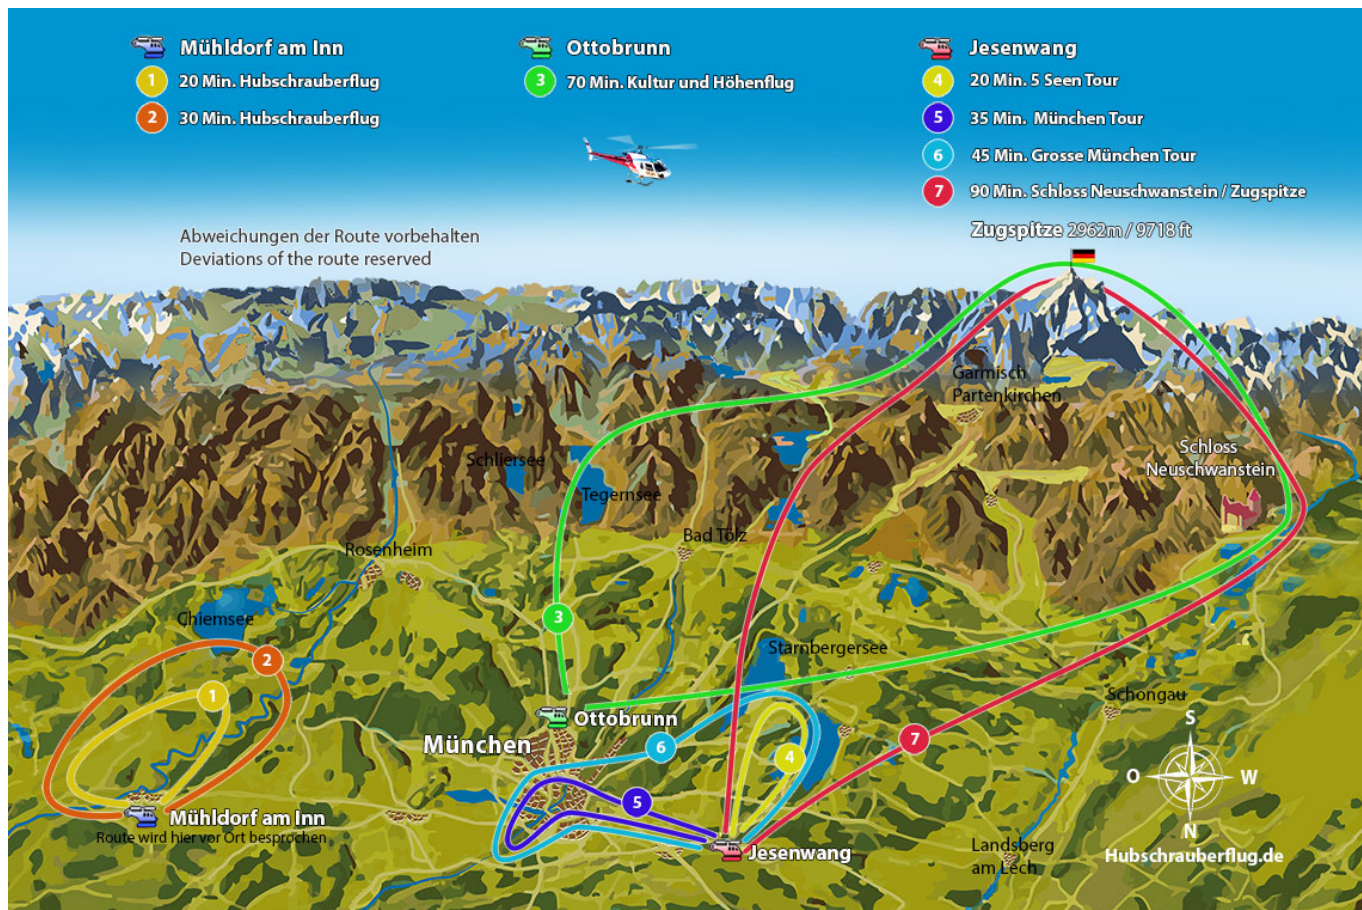 Mühldorf am Inn
1 20 Min. Hubschrauberflug
2 30 Min. Hubschrauberflug
Ottobrunn
3 70 Min. Kultur und Höhenflug
Jesenwang
4 20 Min. 5 Seen Tour
5 35 Min. München Tour
6 45 Min. Grosse München Tour
7 90 Min. Schloss Neuschwanstein / Zugspitze
Abweichungen der Route vorbehalten
Deviations of the route reserved
Zugspitze 2962m / 9718 ft
Garmisch
Partenkirchen
Schloss
Neuschwanstein
Schliersee
Tegernsee
Bad Tölz
Rosenheim
Chiemsee
3
2
Starnbergersee
1
Schongau
Ottobrunn
München
6
7
4
S
O W
N
5
Mühldorf am Inn
Route wird hier vor Ort besprochen
Jesenwang
Landsberg
am Lech
Hubschrauberflug.de